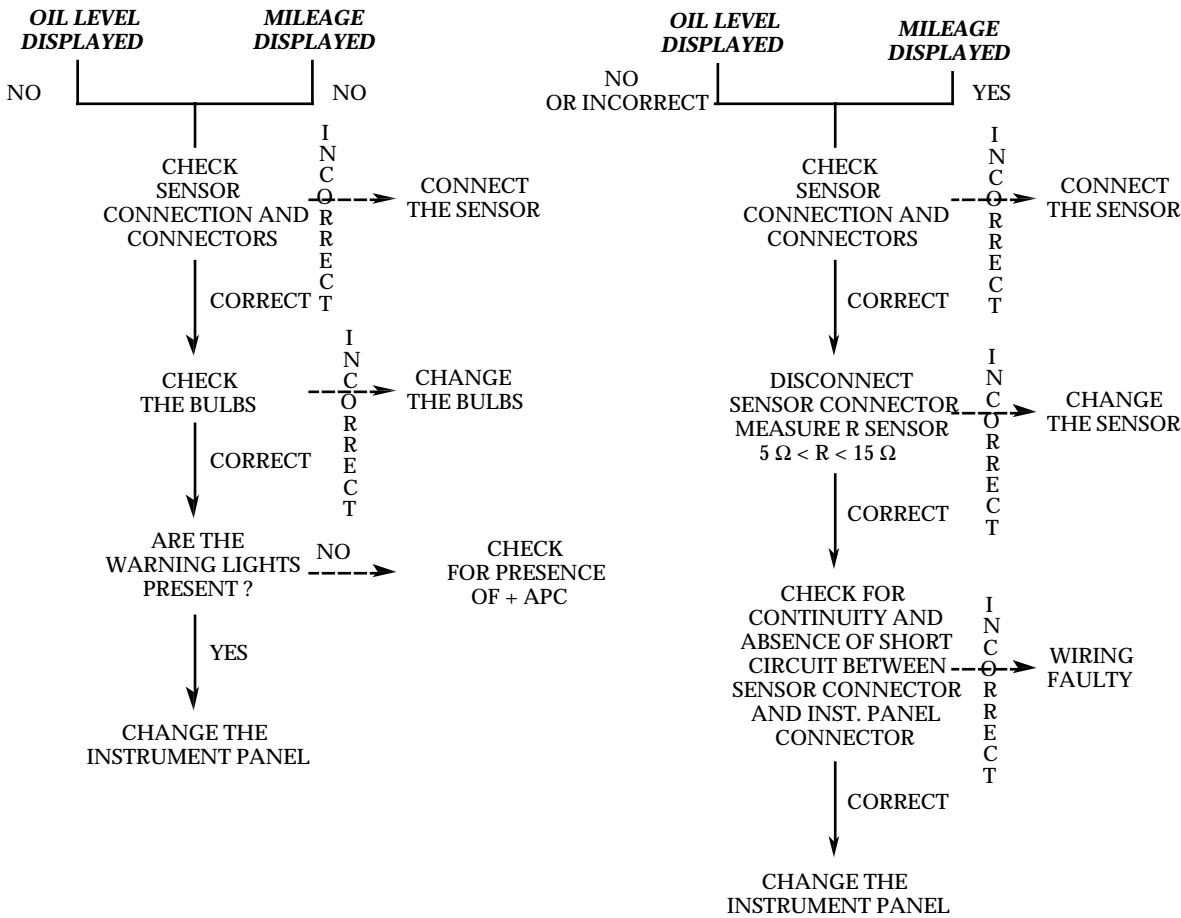 OIL LEVEL
DISPLAYED
MILEAGE
DISPLAYED
NO
NO
CHECK
SENSOR
CONNECTION AND
CONNECTORS
INCORRECT
CONNECT
THE SENSOR
CORRECT
CHECK
THE BULBS
INCORRECT
CHANGE
THE BULBS
CORRECT
ARE THE
WARNING LIGHTS
PRESENT ?
NO
CHECK
FOR PRESENCE
OF + APC
YES
CHANGE THE
INSTRUMENT PANEL
OIL LEVEL
DISPLAYED
MILEAGE
DISPLAYED
NO
OR INCORRECT
YES
CHECK
SENSOR
CONNECTION AND
CONNECTORS
INCORRECT
CONNECT
THE SENSOR
CORRECT
DISCONNECT
SENSOR CONNECTOR
MEASURE R SENSOR
5 Ω < R < 15 Ω
INCORRECT
CHANGE
THE SENSOR
CORRECT
CHECK FOR
CONTINUITY AND
ABSENCE OF SHORT
CIRCUIT BETWEEN
SENSOR CONNECTOR
AND INST. PANEL
CONNECTOR
INCORRECT
WIRING
FAULTY
CORRECT
CHANGE THE
INSTRUMENT PANEL